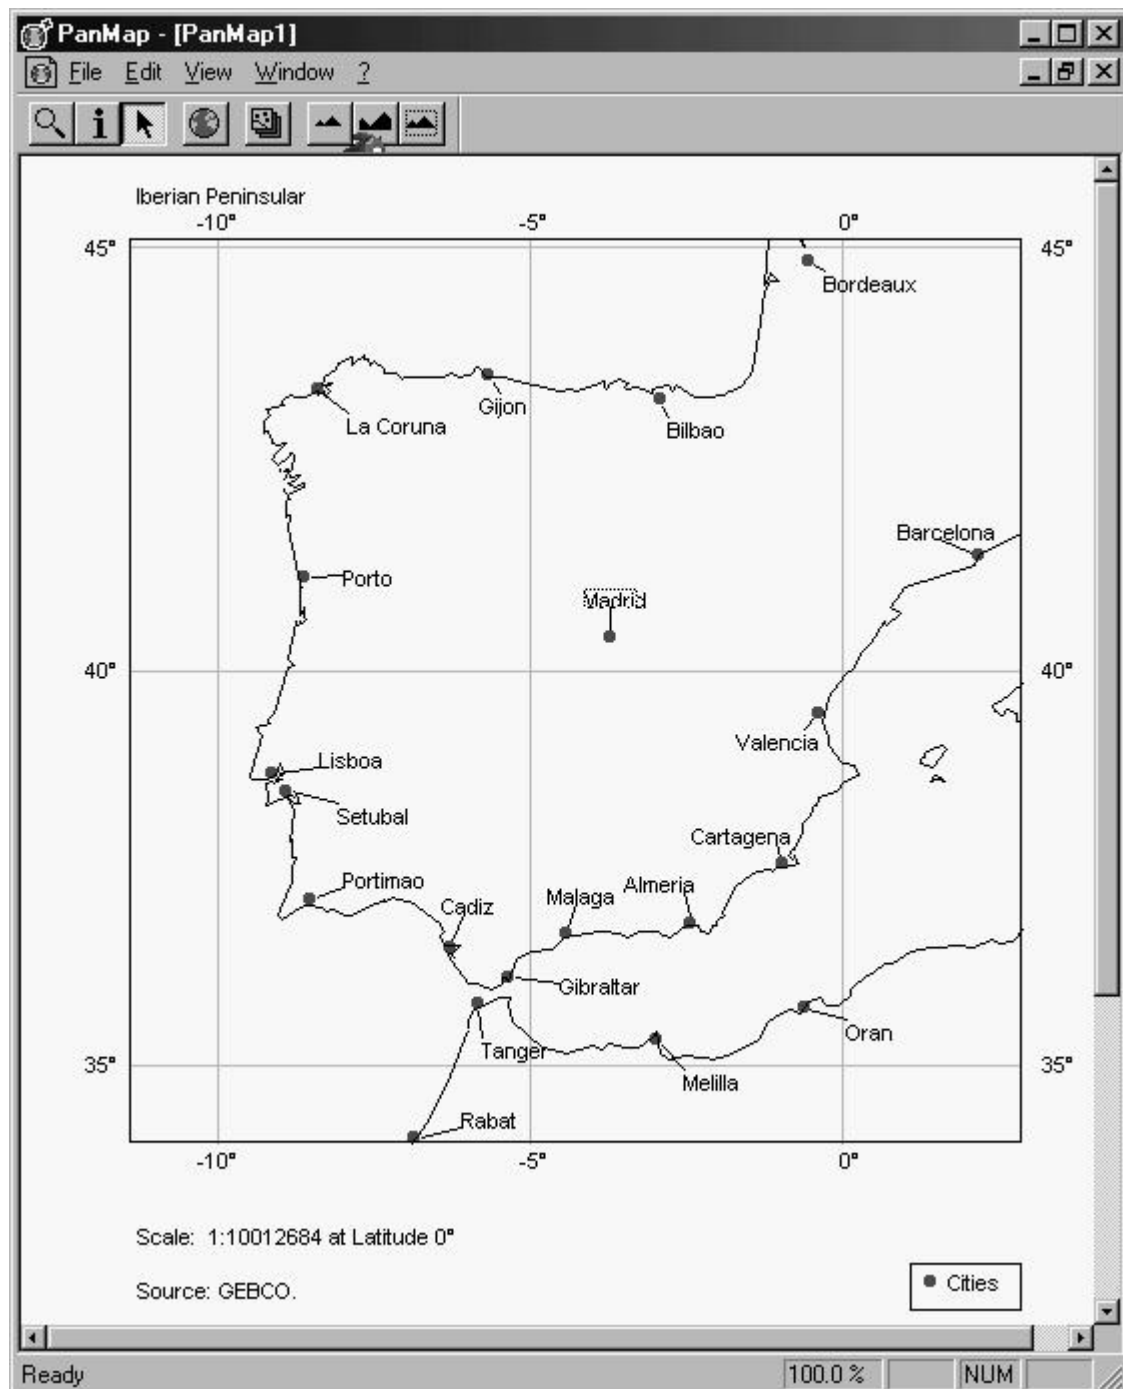 PanMap - [PanMap1]
File Edit View Window ?
Iberian Peninsular
-10° -5° 0°
45° 45°
Bordeaux
La Coruna
Gijon
Bilbao
Barcelona
Porto
Madrid
40° 40°
Valencia
Lisboa
Setubal
Cartagena
Portimao
Almeria
Malaga
Cadiz
Gibraltar
Oran
Tanger
35° 35°
Melilla
Rabat
-10° -5° 0°
Scale: 1:10012684 at Latitude 0°
Source: GEBCO.
Cities
Ready 100.0 % NUM